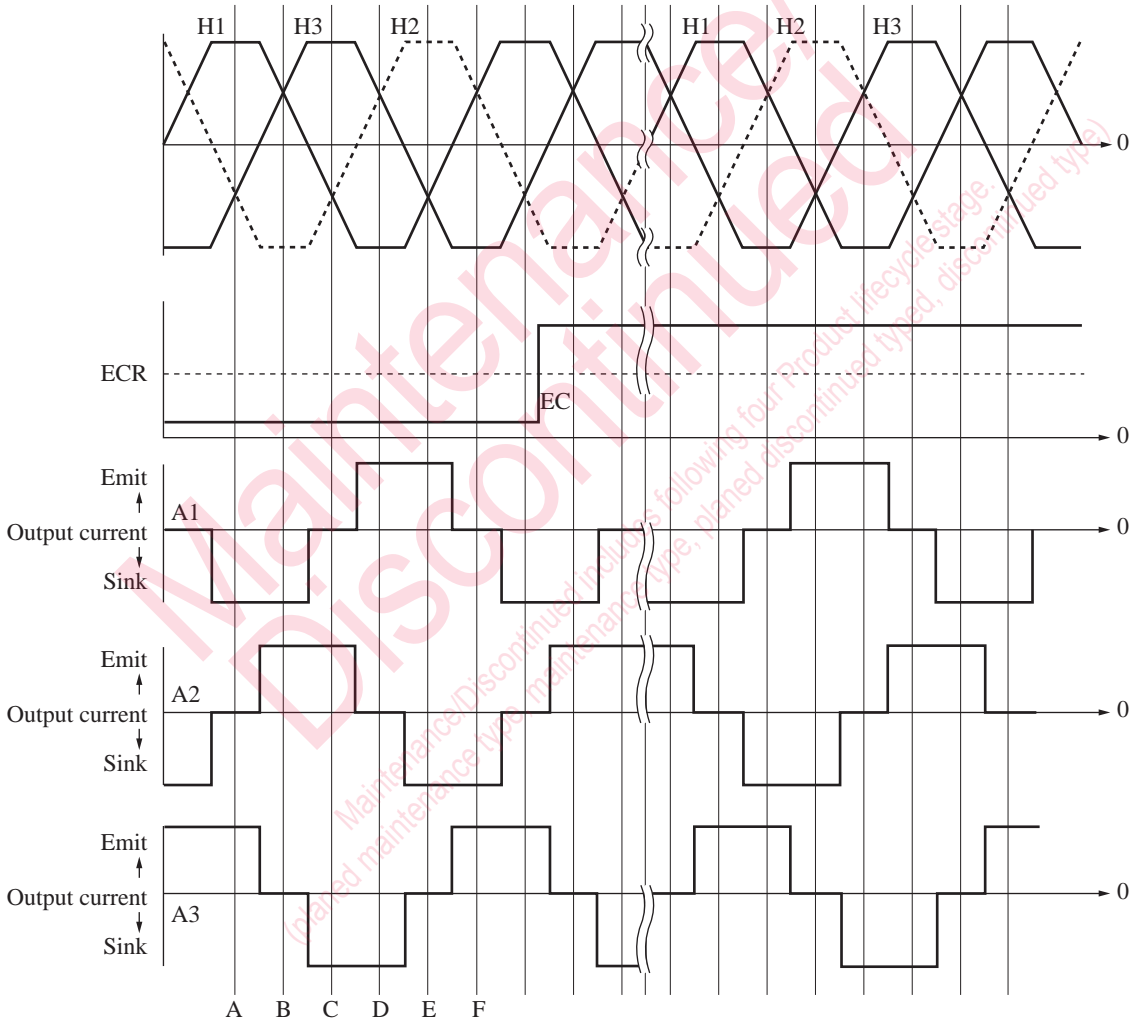 H1 H3 H2 H1 H2 H3
0
ECR
EC
0
Emit
A1
Output current
0
Sink
Emit
A2
Output current
0
Sink
Emit
Output current
0
A3
Sink
A B C D E F
Maintenance/
Discontinued
Maintenance/Discontinued includes following four Product lifecycle stage.
(planed maintenance type, maintenance type, planed discontinued typed, discontinued type)